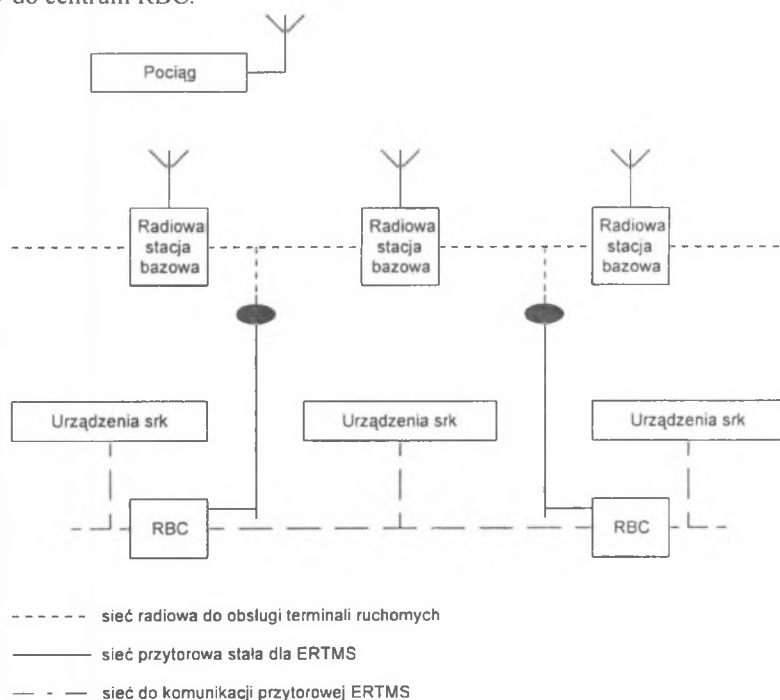 do centrum RBC.
Pociąg
Radiowa
stacja
bazowa
Radiowa
stacja
bazowa
Radiowa
stacja
bazowa
Urządzenia srk
Urządzenia srk
Urządzenia srk
RBC
RBC
sieć radiowa do obsługi terminali ruchomych
sieć przytorowa stała dla ERTMS
sieć do komunikacji przytorowej ERTMS